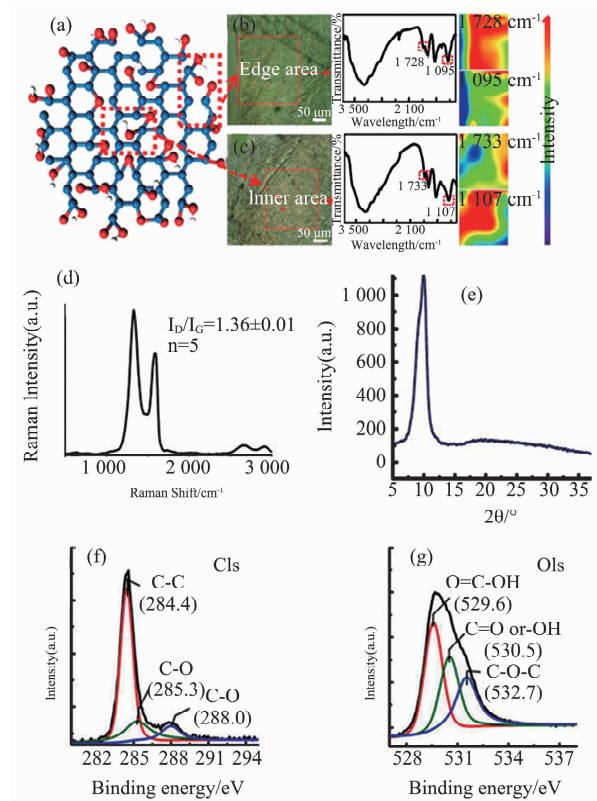 (a)
(b)
Edge area
50 μm
Transmittance/%
1 728
1 095
3 500
2 100
700
Wavelength/cm⁻¹
1 728 cm⁻¹
1 095 cm⁻¹
Intensity
(c)
Inner area
50 μm
Transmittance/%
1 733
1 107
3 500
2 100
700
Wavelength/cm⁻¹
1 733 cm⁻¹
1 107 cm⁻¹
(d)
I_D/I_G=1.36±0.01
n=5
Raman Intensity(a.u.)
1 000
2 000
3 000
Raman Shift/cm⁻¹
(e)
Intensity(a.u.)
1 000
800
600
400
200
0
5
10
15
20
25
30
35
2θ/°
(f)
Cls
C-C
(284.4)
C-O
(285.3)
C-O
(288.0)
Intensity(a.u.)
282
285
288
291
294
Binding energy/eV
(g)
Ols
O=C-OH
(529.6)
C=O or-OH
(530.5)
C-O-C
(532.7)
Intensity(a.u.)
528
531
534
537
Binding energy/eV